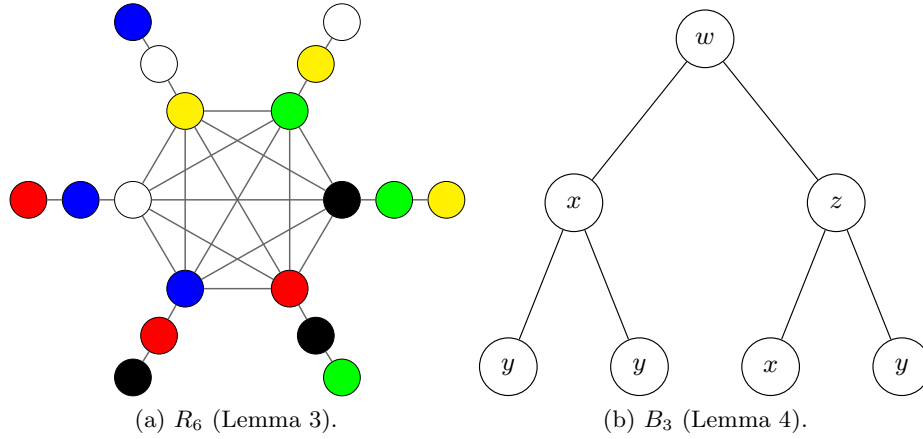 w
x z
y y x y
(a) R₆ (Lemma 3). (b) B₃ (Lemma 4).